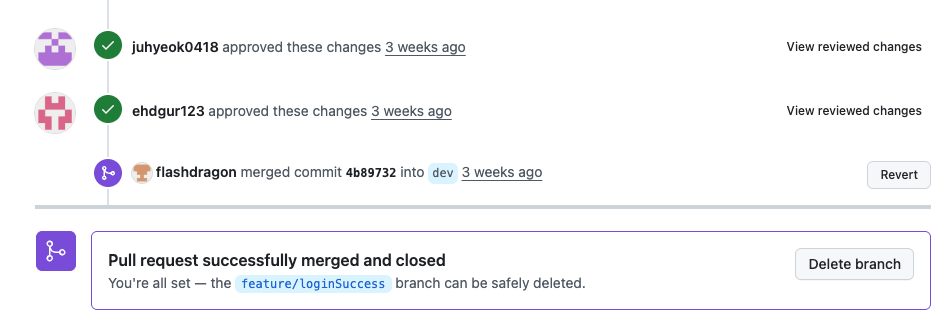 juhyeok0418 approved these changes 3 weeks ago View reviewed changes
ehdgur123 approved these changes 3 weeks ago View reviewed changes
flashdragon merged commit 4b89732 into dev 3 weeks ago Revert
Pull request successfully merged and closed
You're all set — the feature/loginSuccess branch can be safely deleted.
Delete branch